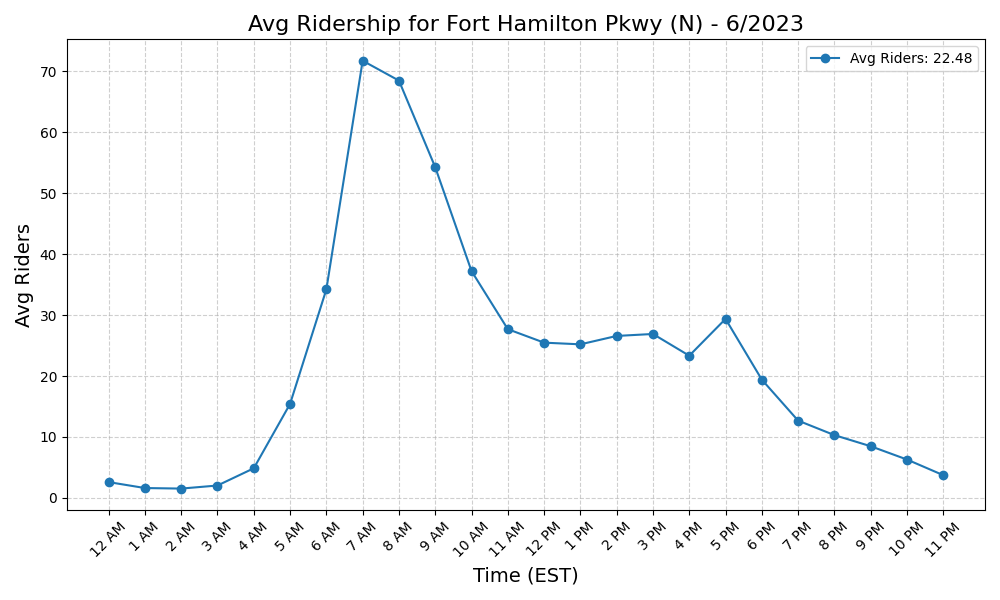 Avg Ridership for Fort Hamilton Pkwy (N) - 6/2023
Avg Riders: 22.48
Avg Riders
70
60
50
40
30
20
10
0
12 AM
1 AM
2 AM
3 AM
4 AM
5 AM
6 AM
7 AM
8 AM
9 AM
10 AM
11 AM
12 PM
1 PM
2 PM
3 PM
4 PM
5 PM
6 PM
7 PM
8 PM
9 PM
10 PM
11 PM
Time (EST)